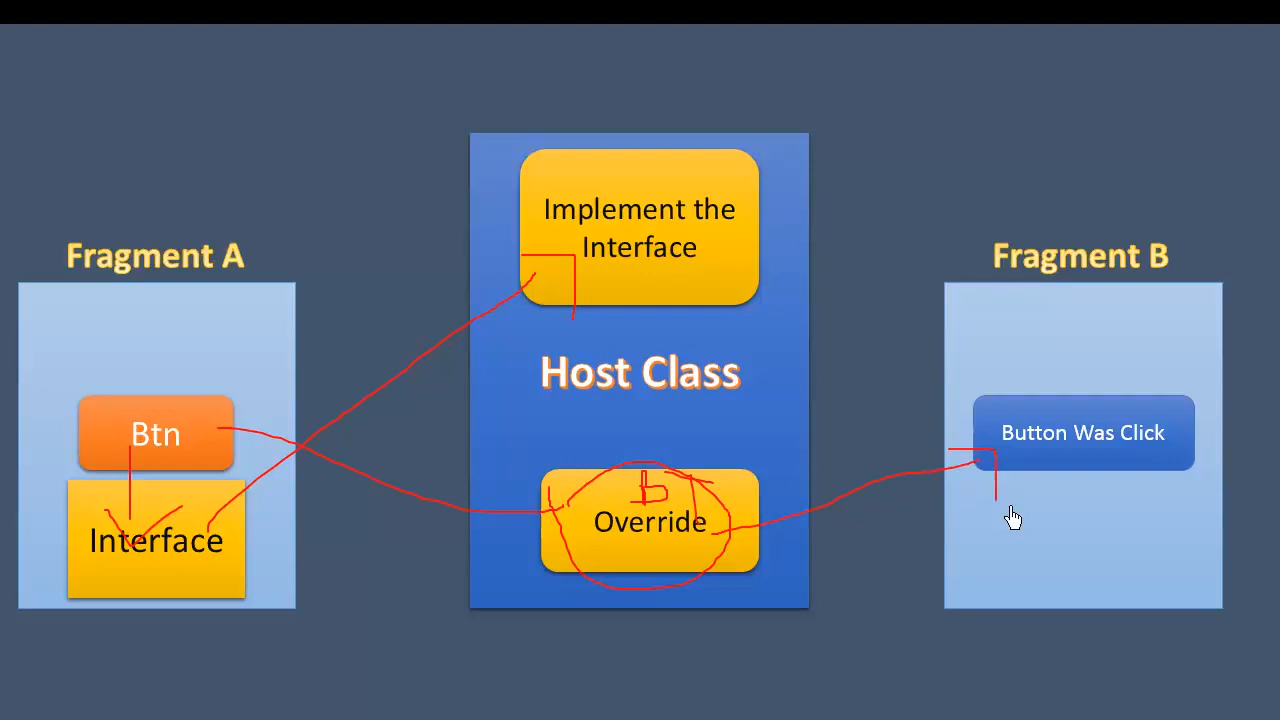 Fragment A
Btn
Interface
Implement the
Interface
Host Class
b
Override
Fragment B
Button Was Click